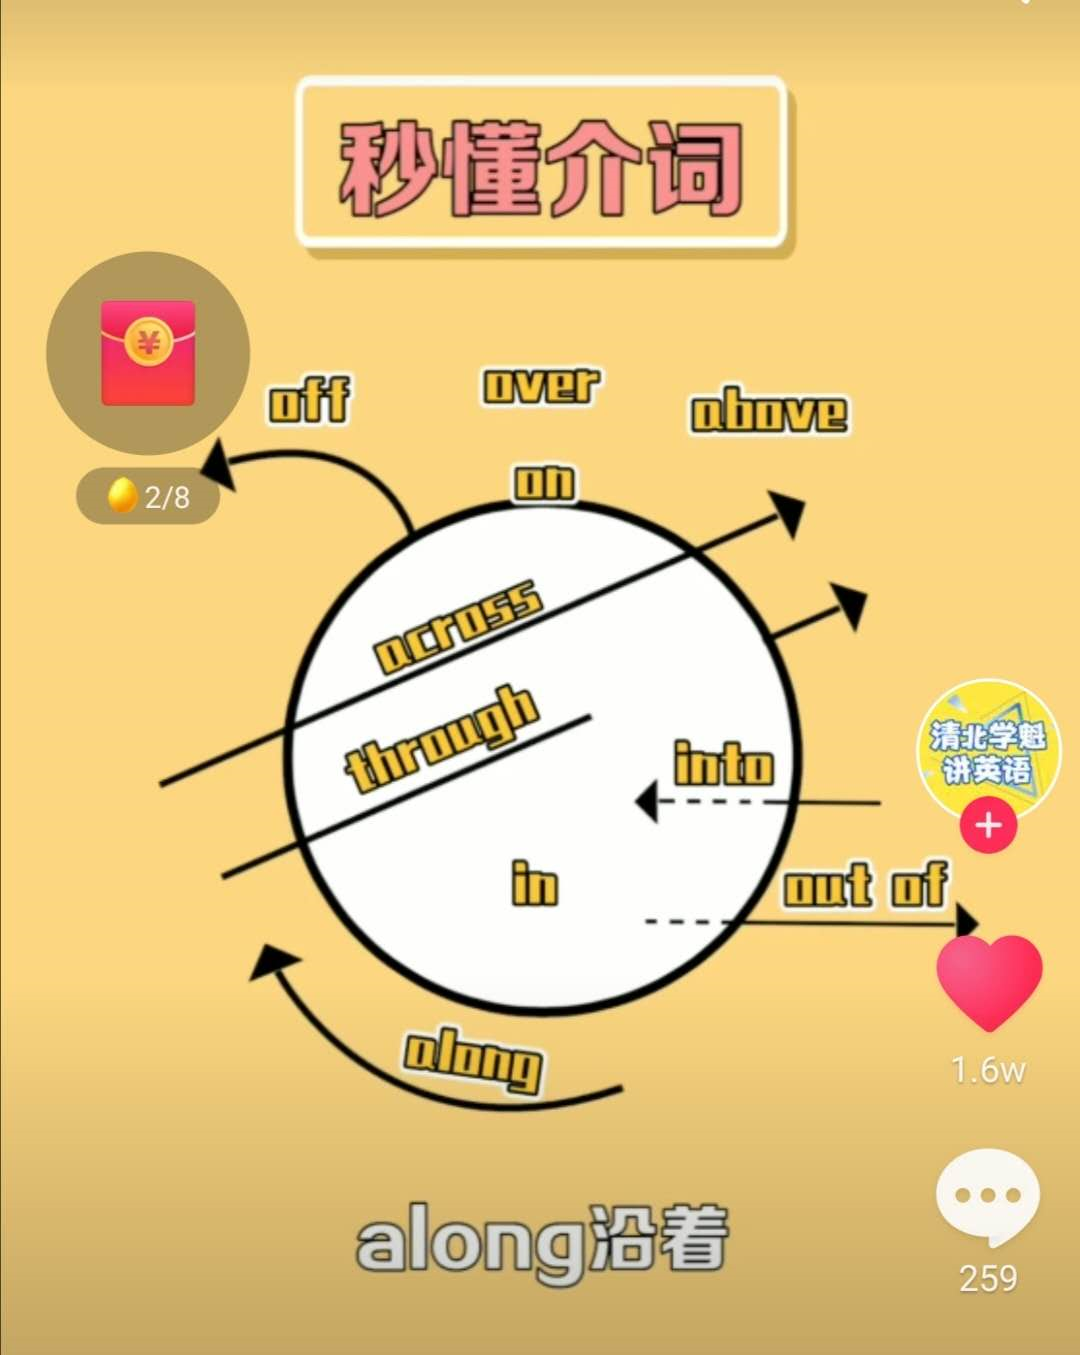 秒懂介词
¥
off
over
above
on
2/8
across
through
into
清北学魁
讲英语
in
out of
along
1.6w
along沿着
259